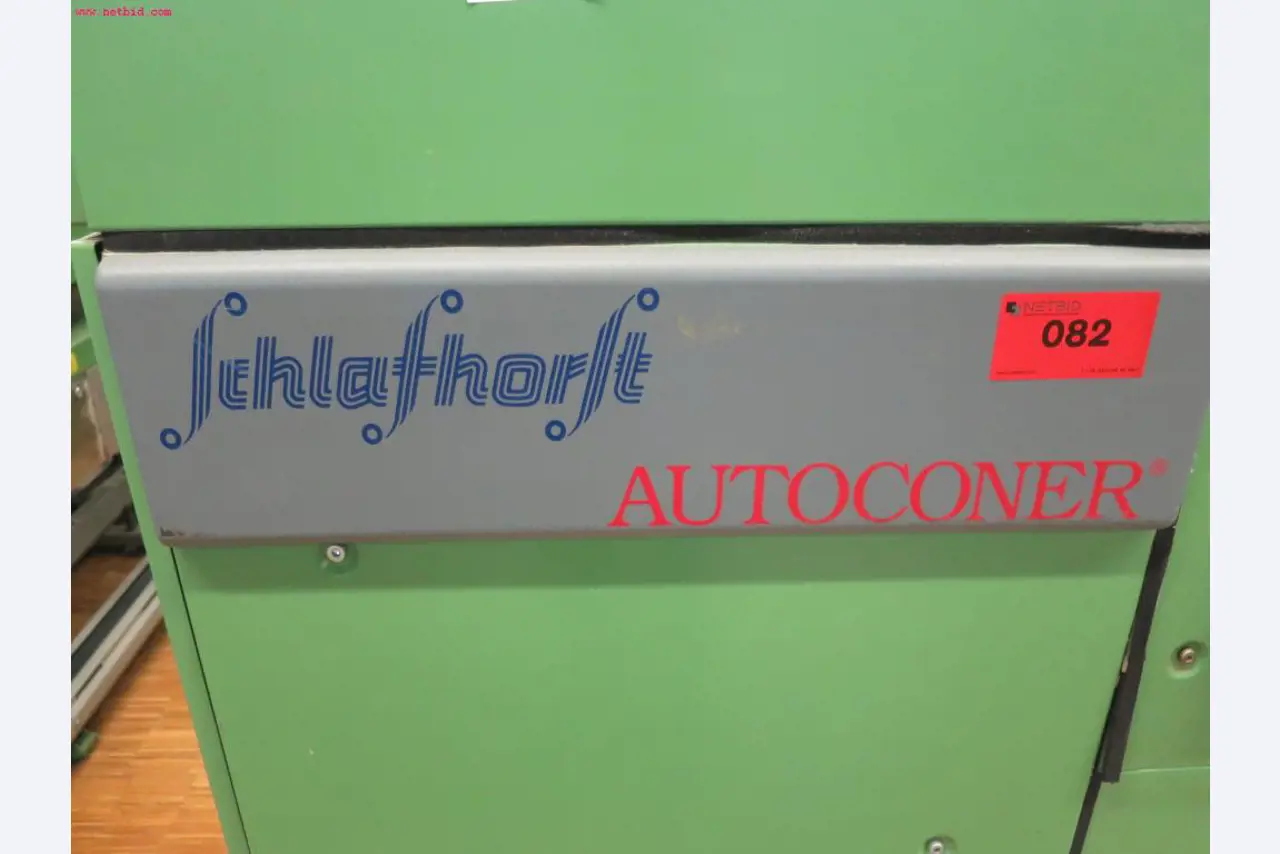 www.netbid.com
Schlafhorst
NETBID
082
AUTOCONER®